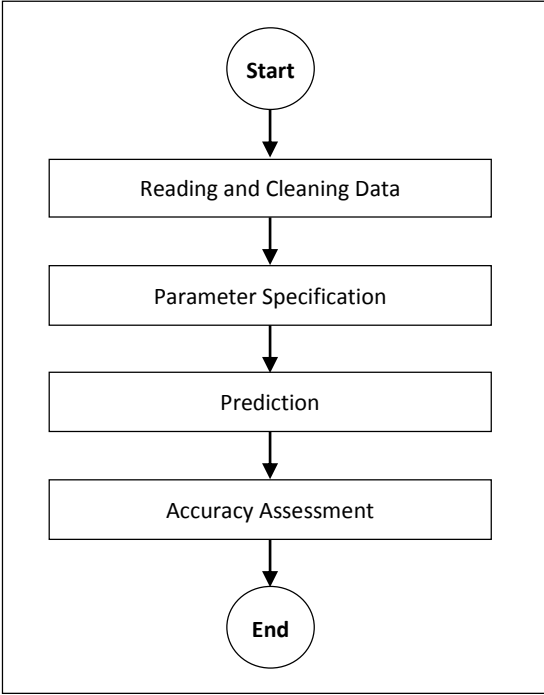 Start
Reading and Cleaning Data
Parameter Specification
Prediction
Accuracy Assessment
End